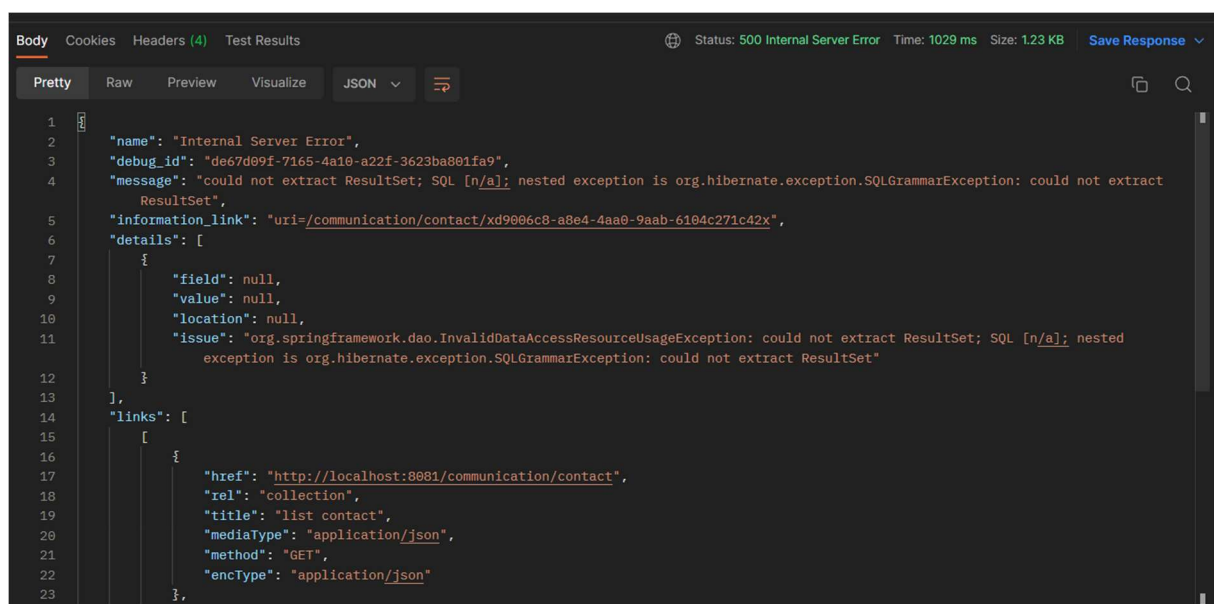 Body Cookies Headers (4) Test Results Status: 500 Internal Server Error Time: 1029 ms Size: 1.23 KB Save Response
Pretty Raw Preview Visualize JSON
1 {
2 "name": "Internal Server Error",
3 "debug_id": "de67d09f-7165-4a10-a22f-3623ba801fa9",
4 "message": "could not extract ResultSet; SQL [n/a]; nested exception is org.hibernate.exception.SQLGrammarException: could not extract
ResultSet",
5 "information_link": "uri=/communication/contact/xd9006c8-a8e4-4aa0-9aab-6104c271c42x",
6 "details": [
7 {
8 "field": null,
9 "value": null,
10 "location": null,
11 "issue": "org.springframework.dao.InvalidDataAccessResourceUsageException: could not extract ResultSet; SQL [n/a]; nested
exception is org.hibernate.exception.SQLGrammarException: could not extract ResultSet"
12 }
13 ],
14 "links": [
15 [
16 {
17 "href": "http://localhost:8081/communication/contact",
18 "rel": "collection",
19 "title": "list contact",
20 "mediaType": "application/json",
21 "method": "GET",
22 "encType": "application/json"
23 },